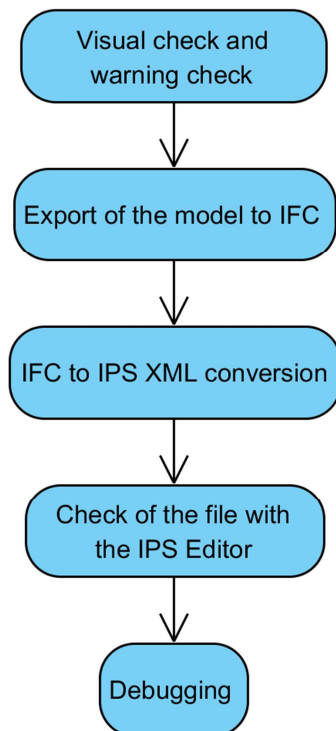 Visual check and
warning check
Export of the model to IFC
IFC to IPS XML conversion
Check of the file with
the IPS Editor
Debugging